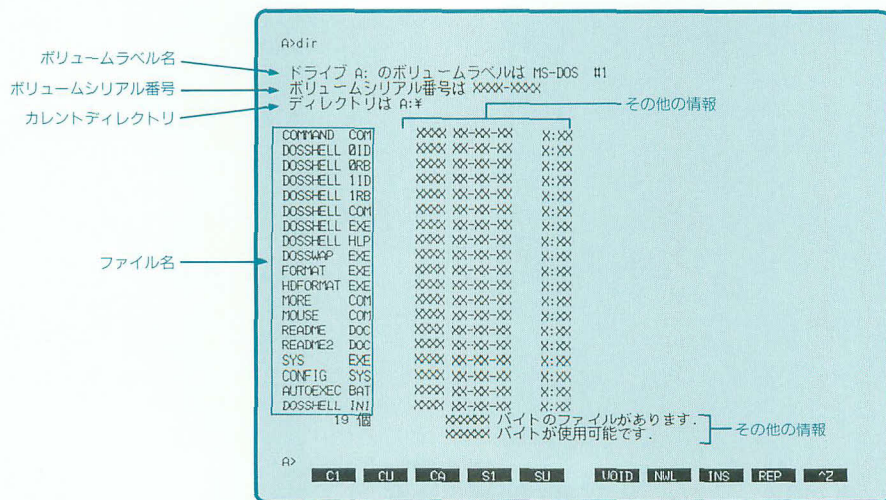 A>dir
ボリュームラベル名
ドライブ A: のボリュームラベルは MS-DOS #1
ボリュームシリアル番号
ボリュームシリアル番号は XXXX-XXXX
カレントディレクトリ
ディレクトリは A:¥
その他の情報
COMMAND COM XXXX XX-XX-XX X:XX
DOSSHELL 0ID XXXX XX-XX-XX X:XX
DOSSHELL 0RB XXXX XX-XX-XX X:XX
DOSSHELL 1ID XXXX XX-XX-XX X:XX
DOSSHELL 1RB XXXX XX-XX-XX X:XX
DOSSHELL COM XXXX XX-XX-XX X:XX
DOSSHELL EXE XXXX XX-XX-XX X:XX
DOSSHELL HLP XXXX XX-XX-XX X:XX
ファイル名
DOSSWAP EXE XXXX XX-XX-XX X:XX
FORMAT EXE XXXX XX-XX-XX X:XX
HDFORMAT EXE XXXX XX-XX-XX X:XX
MORE COM XXXX XX-XX-XX X:XX
MOUSE COM XXXX XX-XX-XX X:XX
README DOC XXXX XX-XX-XX X:XX
README2 DOC XXXX XX-XX-XX X:XX
SYS EXE XXXX XX-XX-XX X:XX
CONFIG SYS XXXX XX-XX-XX X:XX
AUTOEXEC BAT XXXX XX-XX-XX X:XX
DOSSHELL INI XXXX XX-XX-XX X:XX
19 個 XXXXXX バイトのファイルがあります.
XXXXXX バイトが使用可能です.
その他の情報
A>
C1 CU CA S1 SU VOID NWL INS REP ^Z